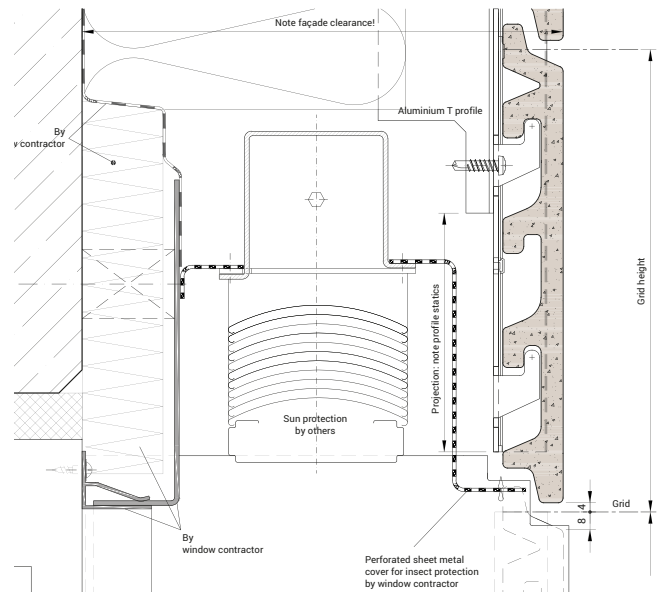 Note façade clearance!
Aluminium T profile
By
contractor
Grid height
Projection: note profile statics
Sun protection
by others
Grid
4
8
By
window contractor
Perforated sheet metal
cover for insect protection
by window contractor